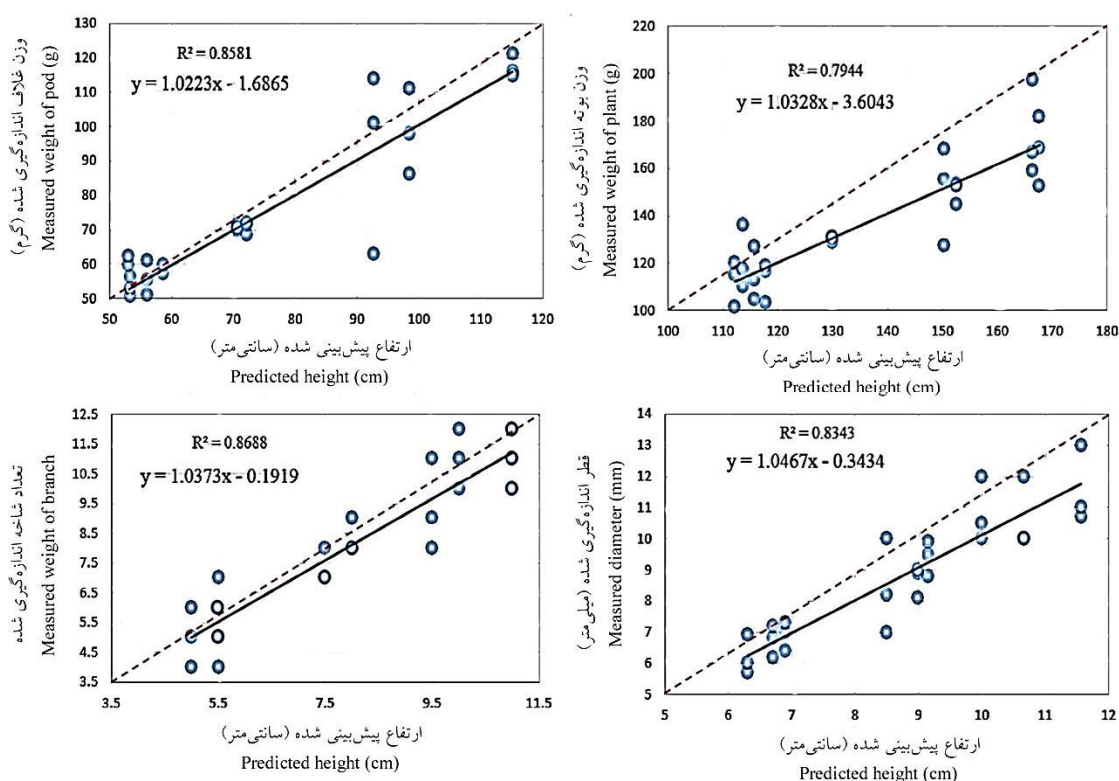 وزن غلاف اندازه‌گیری شده (گرم)
Measured weight of pod (g)
130
120
110
100
90
80
70
60
50
R² = 0.8581
y = 1.0223x - 1.6865
50 60 70 80 90 100 110 120
ارتفاع پیش‌بینی شده (سانتی‌متر)
Predicted height (cm)
وزن بوته اندازه‌گیری شده (گرم)
Measured weight of plant (g)
220
200
180
160
140
120
100
R² = 0.7944
y = 1.0328x - 3.6043
100 110 120 130 140 150 160 170 180
ارتفاع پیش‌بینی شده (سانتی‌متر)
Predicted height (cm)
تعداد شاخه اندازه‌گیری شده
Measured weight of branch
12.5
11.5
10.5
9.5
8.5
7.5
6.5
5.5
4.5
3.5
R² = 0.8688
y = 1.0373x - 0.1919
3.5 5.5 7.5 9.5 11.5
ارتفاع پیش‌بینی شده (سانتی‌متر)
Predicted height (cm)
قطر اندازه‌گیری شده (میلی‌متر)
Measured diameter (mm)
14
13
12
11
10
9
8
7
6
5
R² = 0.8343
y = 1.0467x - 0.3434
5 6 7 8 9 10 11 12
ارتفاع پیش‌بینی شده (سانتی‌متر)
Predicted height (cm)